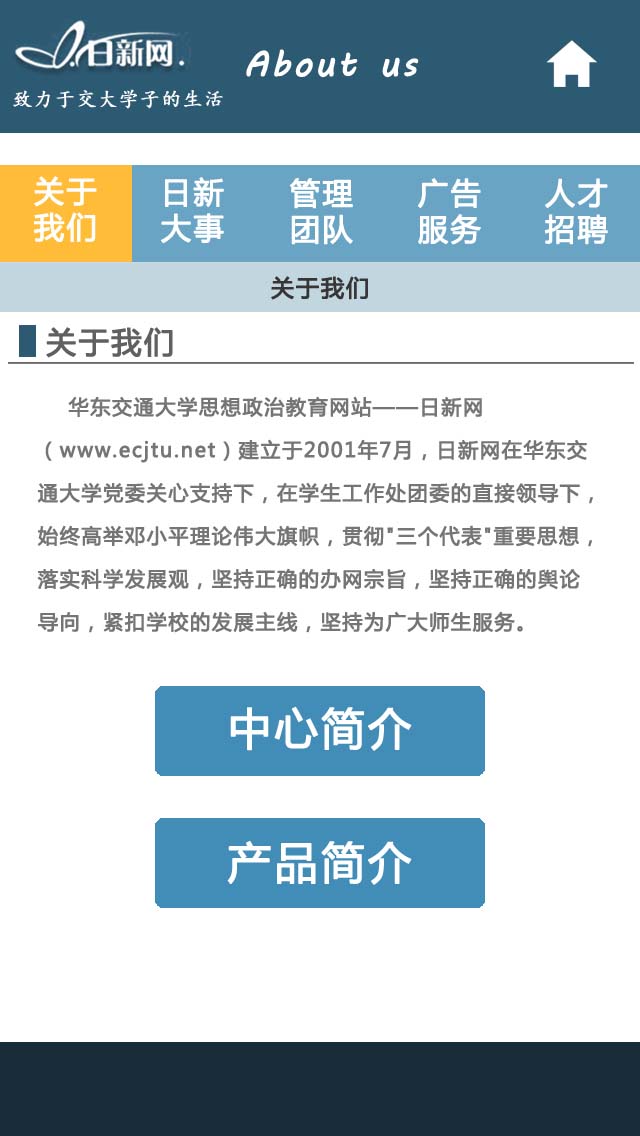 日新网.
About us
致力于交大学子的生活
关于
我们
日新
大事
管理
团队
广告
服务
人才
招聘
关于我们
关于我们
华东交通大学思想政治教育网站——日新网
（www.ecjtu.net）建立于2001年7月，日新网在华东交
通大学党委关心支持下，在学生工作处团委的直接领导下，
始终高举邓小平理论伟大旗帜，贯彻"三个代表"重要思想，
落实科学发展观，坚持正确的办网宗旨，坚持正确的舆论
导向，紧扣学校的发展主线，坚持为广大师生服务。
中心简介
产品简介